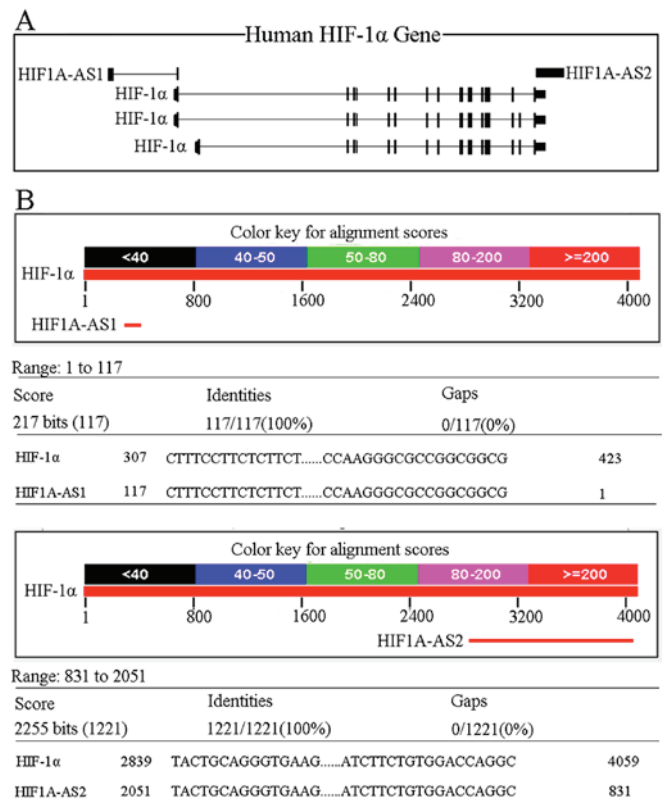 A
Human HIF-1α Gene
HIF1A-AS1
HIF1A-AS2
HIF-1α
HIF-1α
HIF-1α
B
Color key for alignment scores
<40 40-50 50-80 80-200 >=200
HIF-1α
1 800 1600 2400 3200 4000
HIF1A-AS1
Range: 1 to 117
Score Identities Gaps
217 bits (117) 117/117(100%) 0/117(0%)
HIF-1α 307 CTTTCCTTCTCTTCT......CCAAGGGCGCCGGCGGCG 423
HIF1A-AS1 117 CTTTCCTTCTCTTCT......CCAAGGGCGCCGGCGGCG 1
Color key for alignment scores
<40 40-50 50-80 80-200 >=200
HIF-1α
1 800 1600 2400 3200 4000
HIF1A-AS2
Range: 831 to 2051
Score Identities Gaps
2255 bits (1221) 1221/1221(100%) 0/1221(0%)
HIF-1α 2839 TACTGCAGGGTGAAG......ATCTTCTGTGGACCAGGC 4059
HIF1A-AS2 2051 TACTGCAGGGTGAAG......ATCTTCTGTGGACCAGGC 831